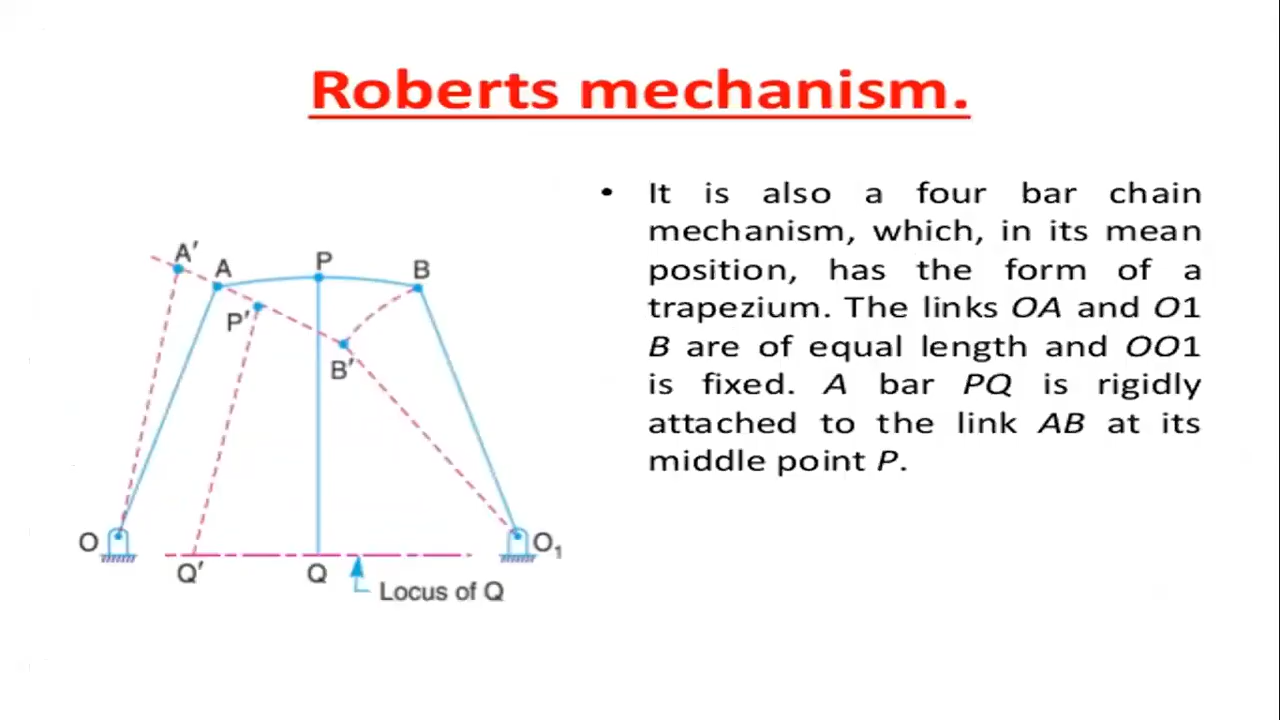 Roberts mechanism.
• It is also a four bar chain
mechanism, which, in its mean
position, has the form of a
trapezium. The links OA and O1
B are of equal length and OO1
is fixed. A bar PQ is rigidly
attached to the link AB at its
middle point P.
A′ A P B
P′
B′
O O₁
Q′ Q
Locus of Q